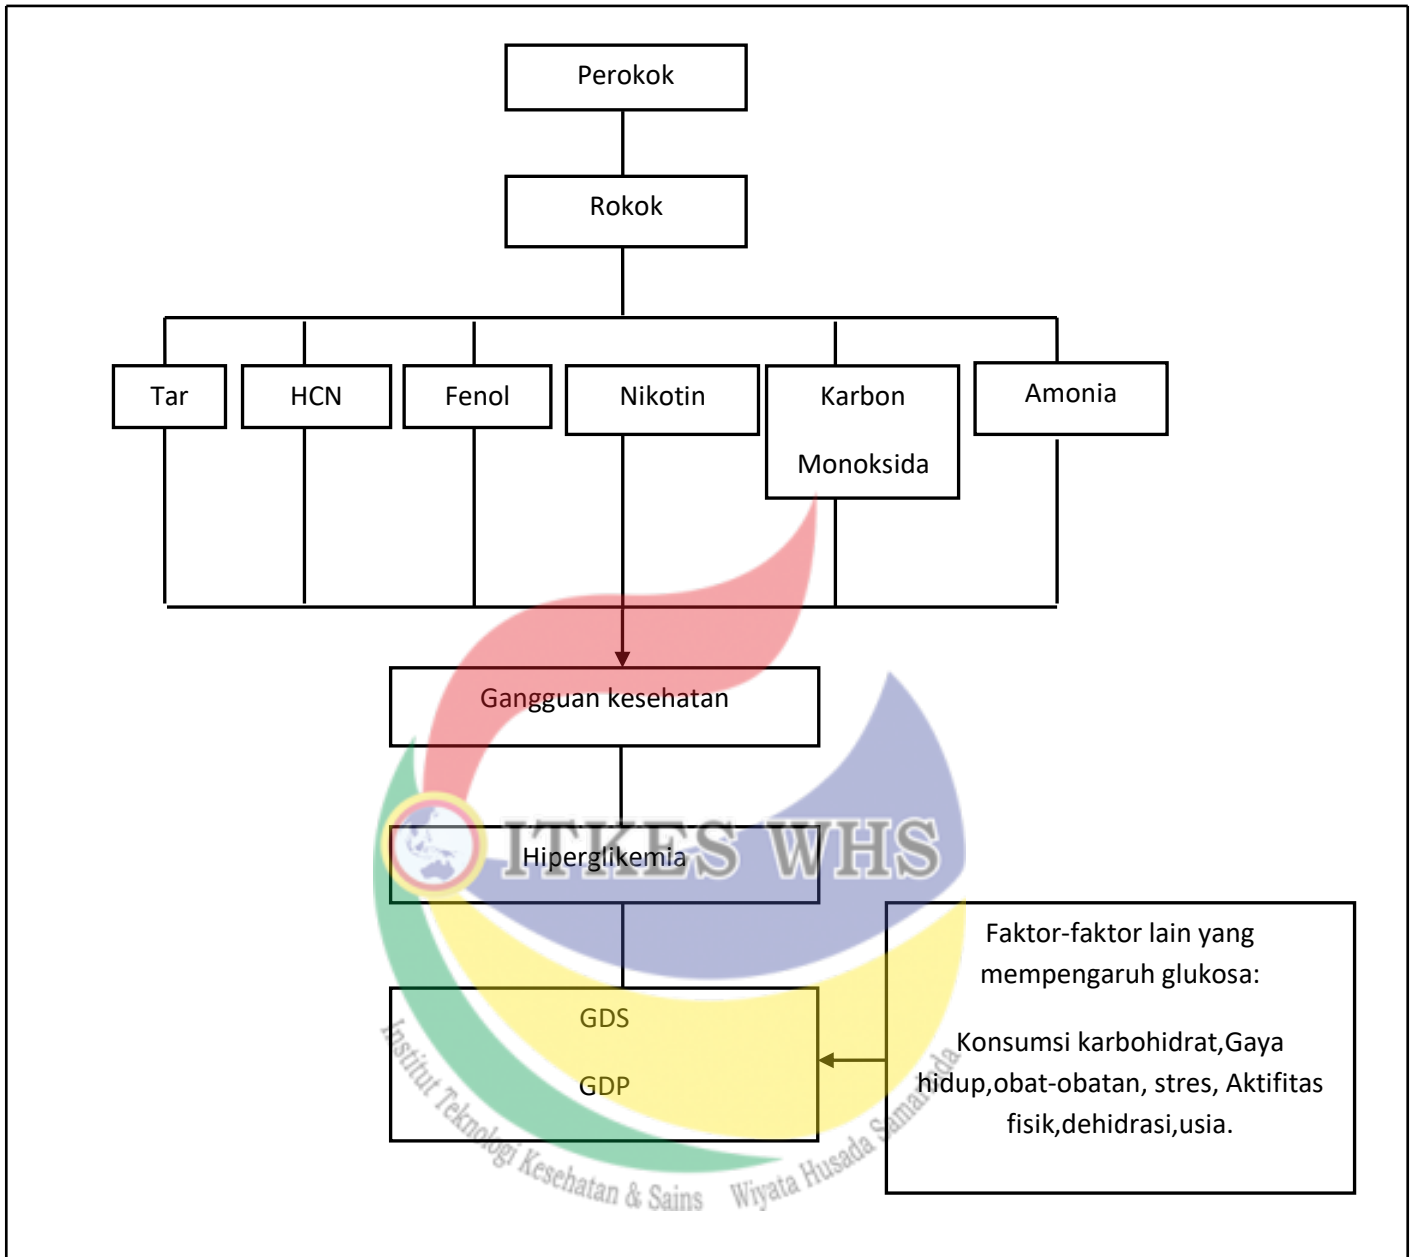 Perokok
Rokok
Tar
HCN
Fenol
Nikotin
Karbon
Monoksida
Amonia
Gangguan kesehatan
ITKES WHS
Hiperglikemia
Faktor-faktor lain yang
mempengaruh glukosa:
Konsumsi karbohidrat,Gaya
hidup,obat-obatan, stres, Aktifitas
fisik,dehidrasi,usia.
GDS
GDP
Institut Teknologi Kesehatan & Sains Wiyata Husada Samarinda